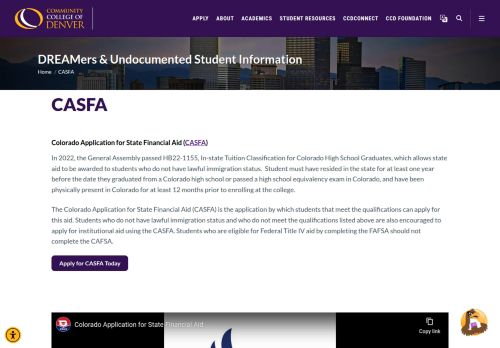 COMMUNITY
COLLEGE OF
DENVER
APPLY ABOUT ACADEMICS STUDENT RESOURCES CCDCONNECT CCD FOUNDATION
DREAMers & Undocumented Student Information
Home / CASFA
CASFA
Colorado Application for State Financial Aid (CASFA)
In 2022, the General Assembly passed HB22-1155, In-state Tuition Classification for Colorado High School Graduates, which allows state
aid to be awarded to students who do not have lawful immigration status. Student must have resided in the state for at least one year
before the date they graduated from a Colorado high school or passed a high school equivalency exam in Colorado, and have been
physically present in Colorado for at least 12 months prior to enrolling at the college.
The Colorado Application for State Financial Aid (CASFA) is the application by which students that meet the qualifications can apply for
this aid. Students who do not have lawful immigration status and who do not meet the qualifications listed above are also encouraged to
apply for institutional aid using the CASFA. Students who are eligible for Federal Title IV aid by completing the FAFSA should not
complete the CAFSA.
Apply for CASFA Today
Colorado Application for State Financial Aid
Copy link